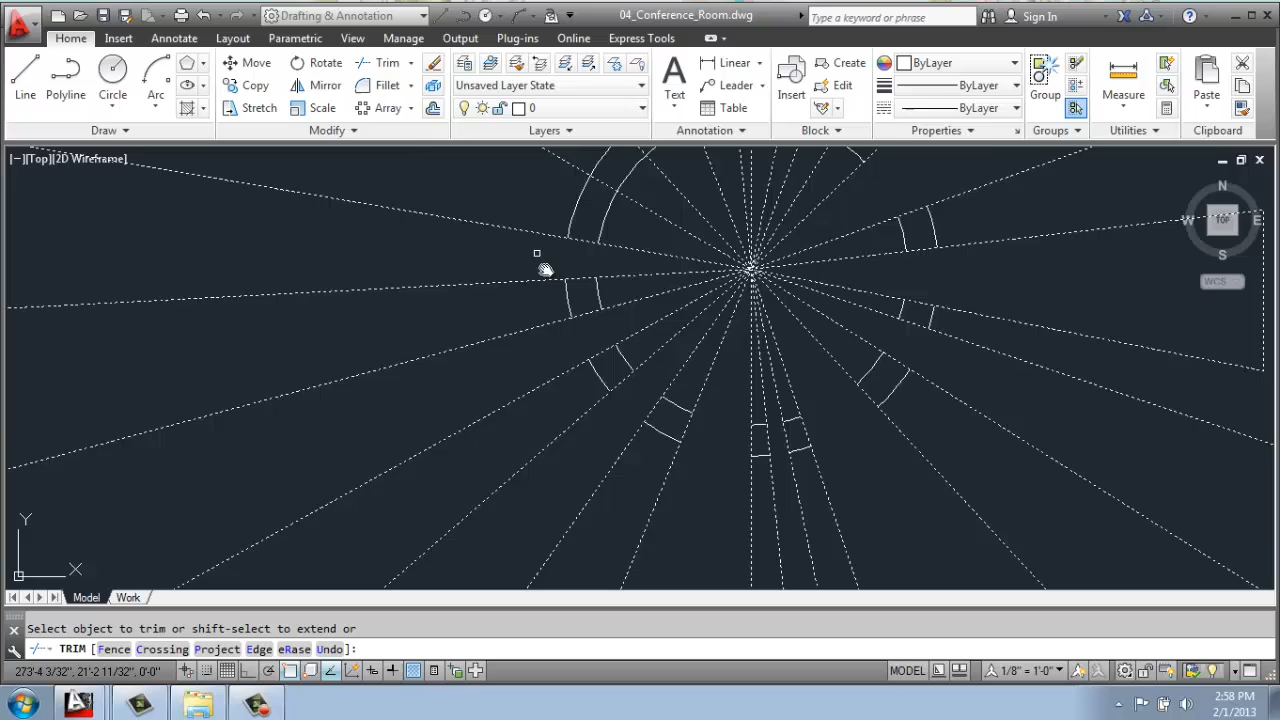 Drafting & Annotation
04_Conference_Room.dwg
Type a keyword or phrase
Sign In
Home Insert Annotate Layout Parametric View Manage Output Plug-ins Online Express Tools
Line Polyline Circle Arc
Move Rotate Trim
Copy Mirror Fillet
Stretch Scale Array
Unsaved Layer State
0
Text
Linear
Leader
Table
Insert
Create
Edit
ByLayer
ByLayer
ByLayer
Group
Measure
Paste
Draw Modify Layers Annotation Block Properties Groups Utilities Clipboard
[−][Top][2D Wireframe]
N
W TOP E
S
WCS
Y
X
Model Work
Select object to trim or shift-select to extend or
TRIM [Fence Crossing Project Edge eRase Undo]:
273'-4 3/32", 21'-2 11/32", 0'-0"
MODEL
1/8" = 1'-0"
2:58 PM
2/1/2013